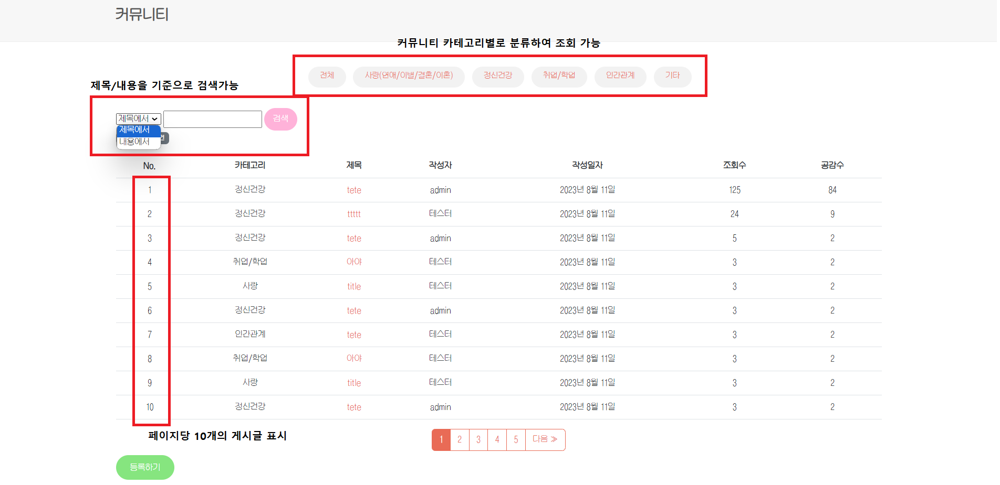 커뮤니티
커뮤니티 카테고리별로 분류하여 조회 가능
전체 사랑(연애/이별/결혼/이혼) 정신건강 취업/학업 인간관계 기타
제목/내용을 기준으로 검색가능
제목에서 검색
제목에서
내용에서
No. 카테고리 제목 작성자 작성일자 조회수 공감수
1 정신건강 tete admin 2023년 8월 11일 125 84
2 정신건강 ttttt 테스터 2023년 8월 11일 24 9
3 정신건강 tete admin 2023년 8월 11일 5 2
4 취업/학업 아야 테스터 2023년 8월 11일 3 2
5 사랑 title 테스터 2023년 8월 11일 3 2
6 정신건강 tete admin 2023년 8월 11일 3 2
7 인간관계 tete 테스터 2023년 8월 11일 3 2
8 취업/학업 아야 테스터 2023년 8월 11일 3 2
9 사랑 title 테스터 2023년 8월 11일 3 2
10 정신건강 tete admin 2023년 8월 11일 3 2
페이지당 10개의 게시글 표시
1 2 3 4 5 다음 ≫
등록하기